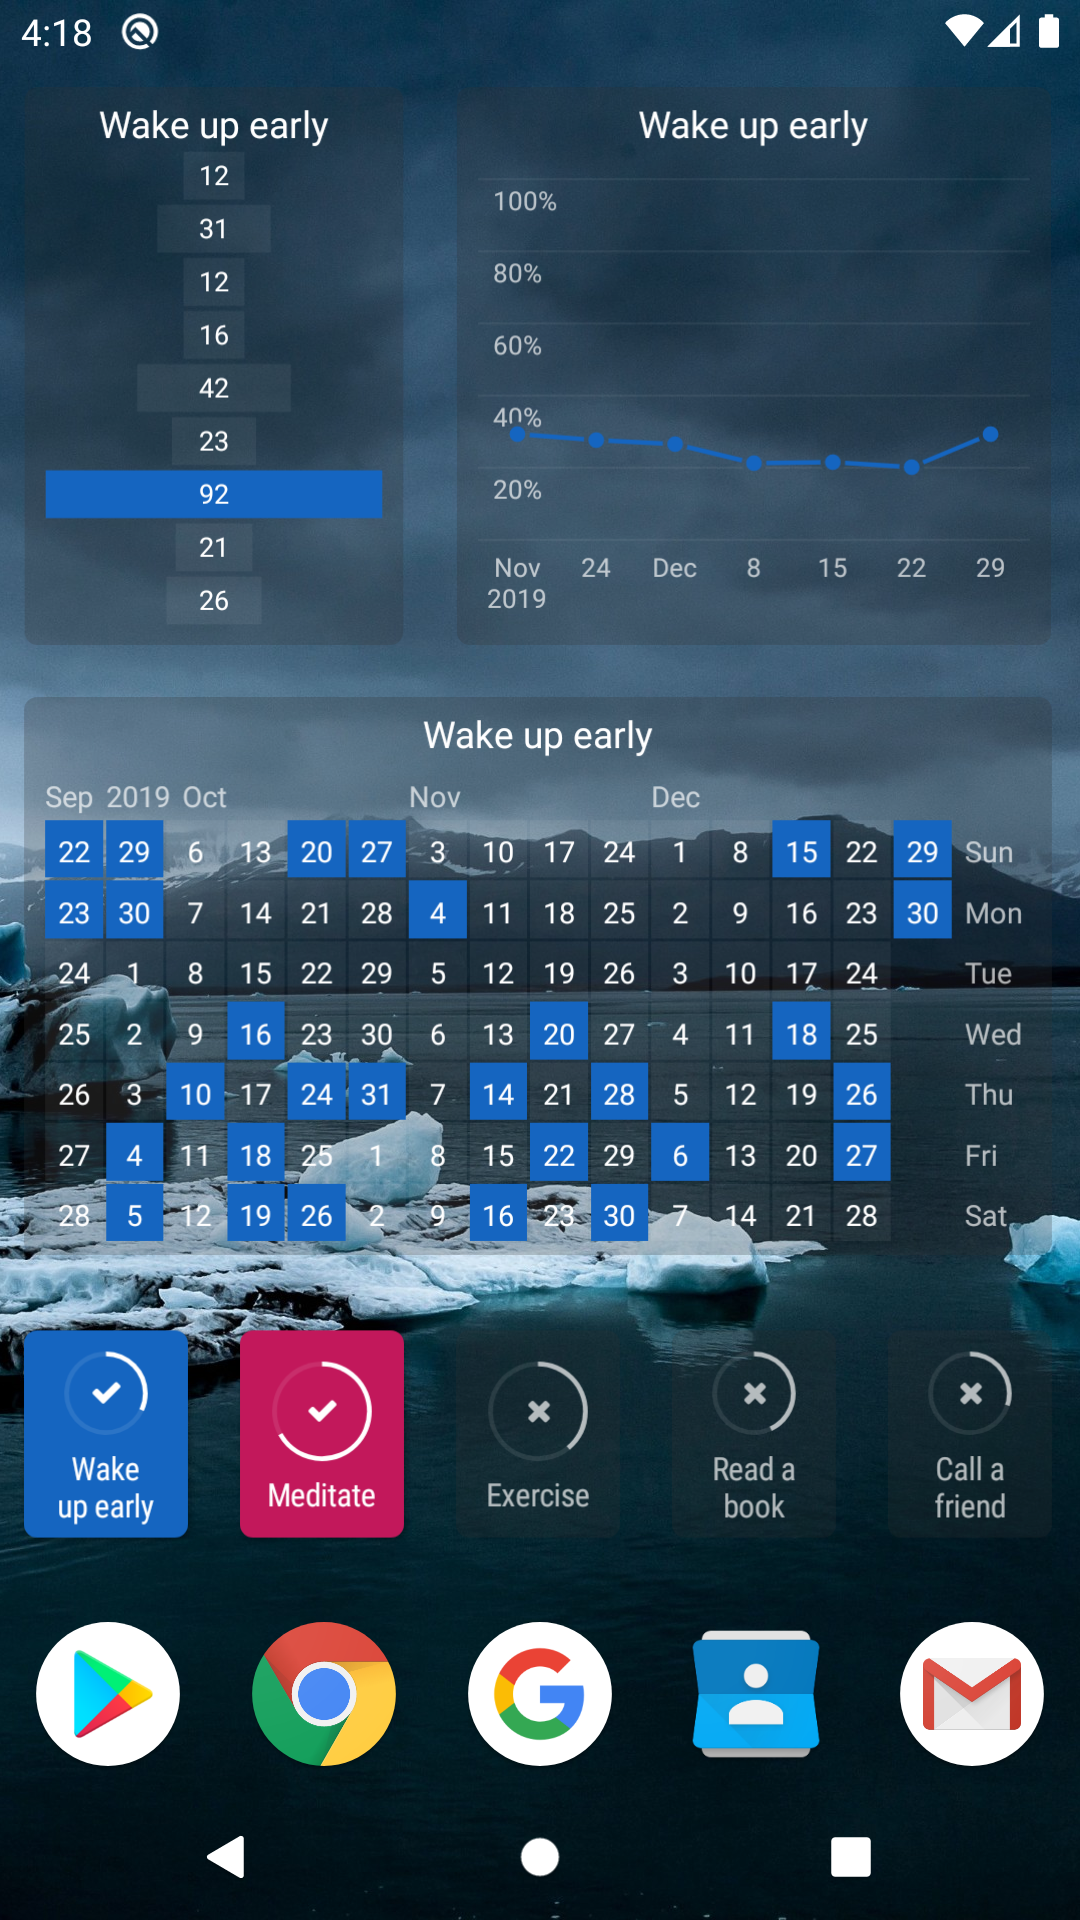 4:18
Wake up early
12
31
12
16
42
23
92
21
26
Wake up early
100%
80%
60%
40%
20%
Nov 24 Dec 8 15 22 29
2019
Wake up early
Sep 2019 Oct Nov Dec
22 29 6 13 20 27 3 10 17 24 1 8 15 22 29 Sun
23 30 7 14 21 28 4 11 18 25 2 9 16 23 30 Mon
24 1 8 15 22 29 5 12 19 26 3 10 17 24 Tue
25 2 9 16 23 30 6 13 20 27 4 11 18 25 Wed
26 3 10 17 24 31 7 14 21 28 5 12 19 26 Thu
27 4 11 18 25 1 8 15 22 29 6 13 20 27 Fri
28 5 12 19 26 2 9 16 23 30 7 14 21 28 Sat
Wake
up early
Meditate
Exercise
Read a
book
Call a
friend